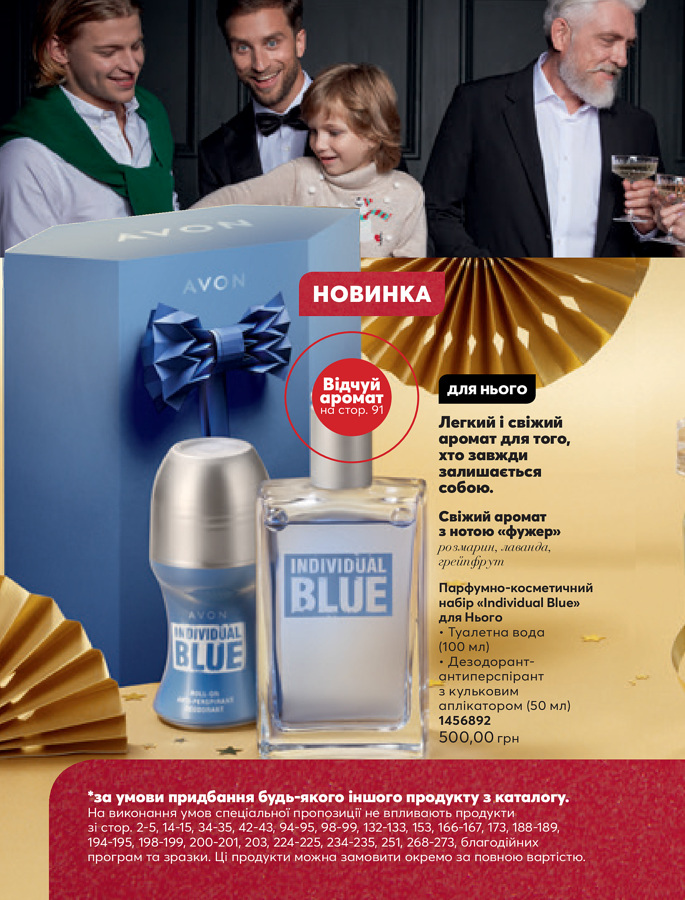 AVON
AVON
НОВИНКА
Відчуй
аромат
на стор. 91
ДЛЯ НЬОГО
Легкий і свіжий
аромат для того,
хто завжди
залишається
собою.
Свіжий аромат
з нотою «фужер»
розмарин, лаванда,
грейпфрут
Парфумно-косметичний
набір «Individual Blue»
для Нього
• Туалетна вода
(100 мл)
• Дезодорант-
антиперспірант
з кульковим
аплікатором (50 мл)
1456892
500,00 грн
INDIVIDUAL
BLUE
AVON
INDIVIDUAL
BLUE
ROLL-ON
ANTI-PERSPIRANT
DEODORANT
*за умови придбання будь-якого іншого продукту з каталогу.
На виконання умов спеціальної пропозиції не впливають продукти
зі стор. 2-5, 14-15, 34-35, 42-43, 94-95, 98-99, 132-133, 153, 166-167, 173, 188-189,
194-195, 198-199, 200-201, 203, 224-225, 234-235, 251, 268-273, благодійних
програм та зразки. Ці продукти можна замовити окремо за повною вартістю.